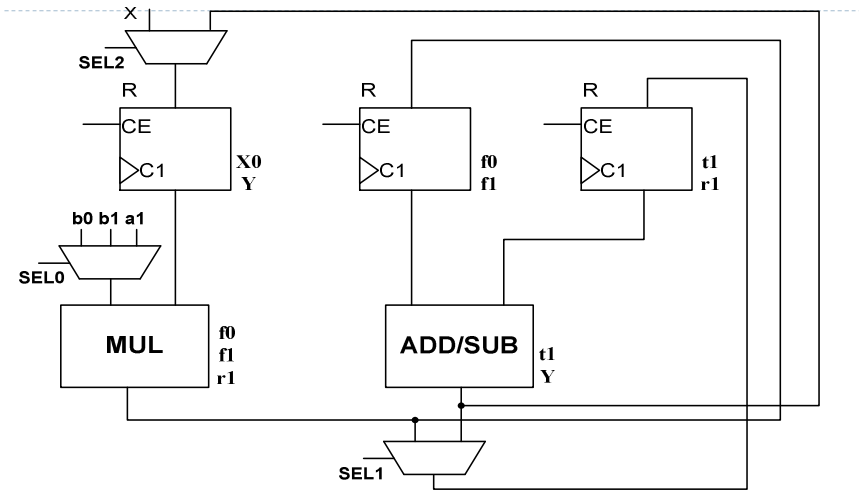 X
SEL2
R
R
R
CE
CE
CE
C1
C1
C1
X0
Y
f0
f1
t1
r1
b0 b1 a1
SEL0
MUL
f0
f1
r1
ADD/SUB
t1
Y
SEL1